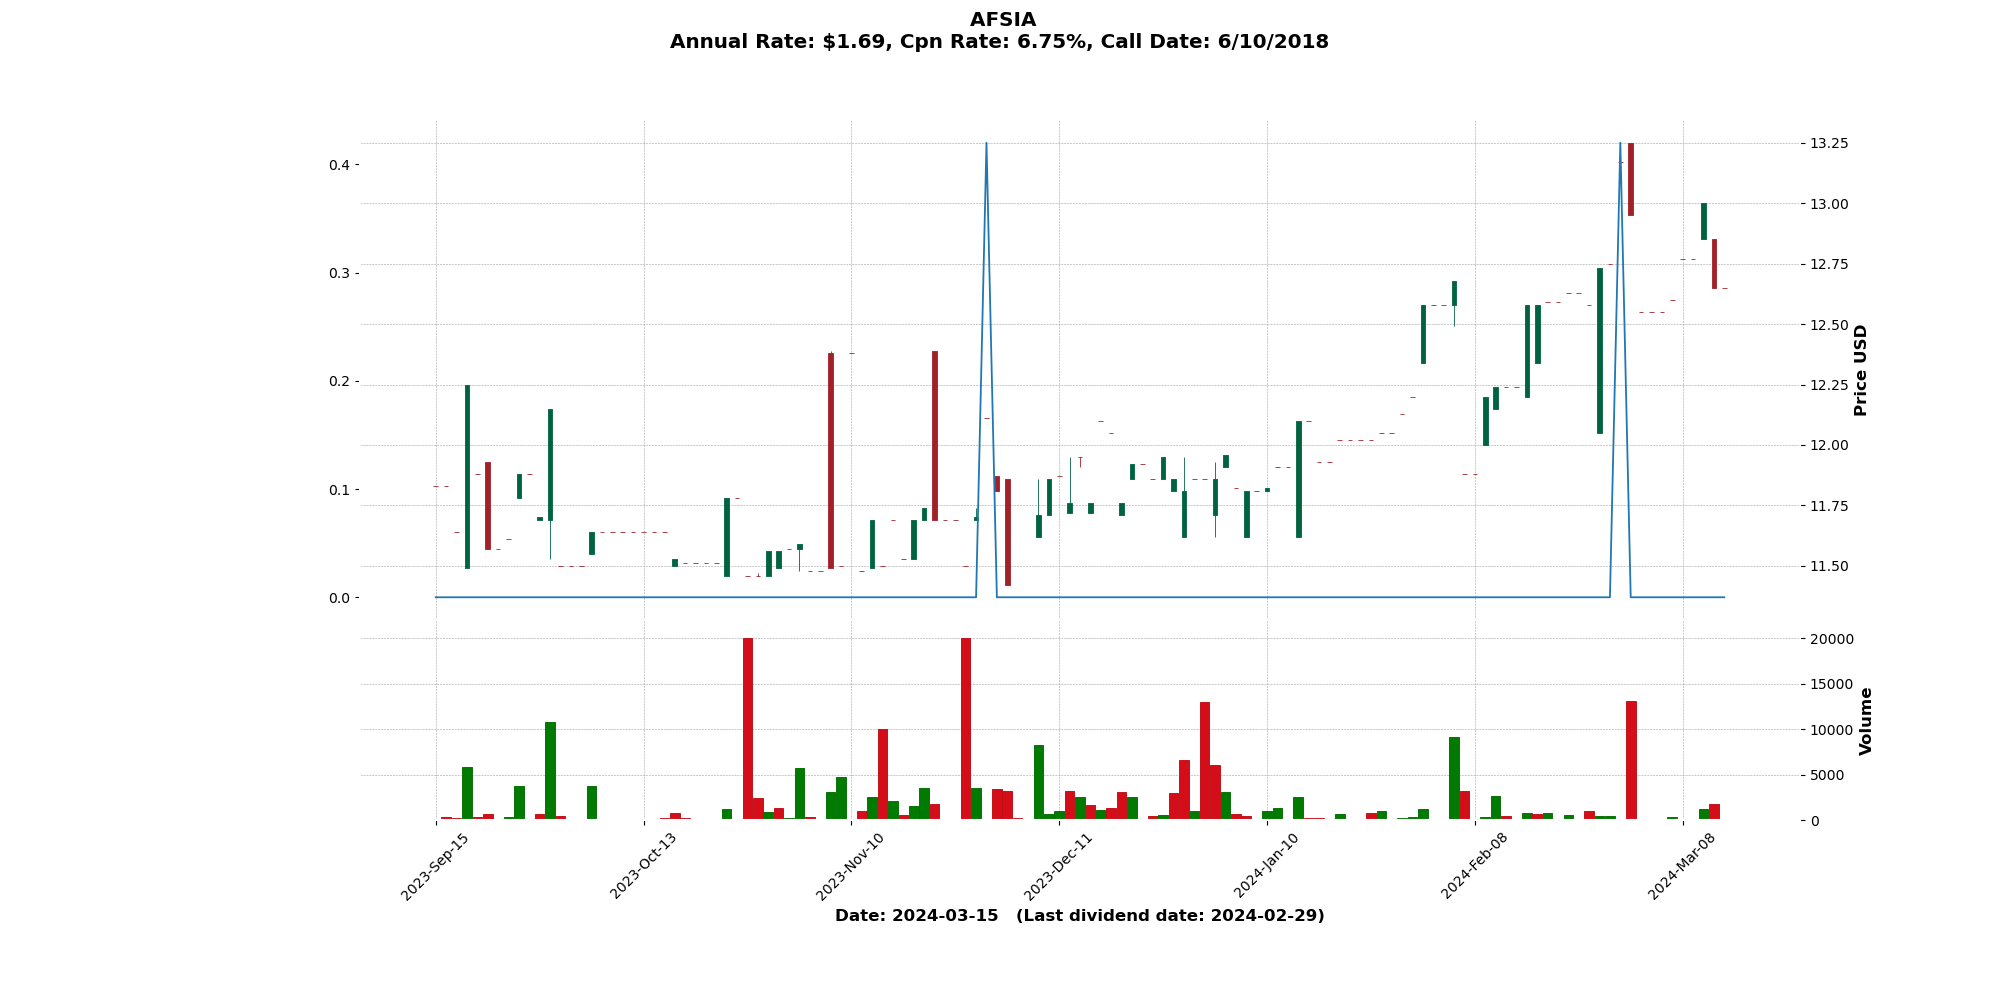 AFSIA
Annual Rate: $1.69, Cpn Rate: 6.75%, Call Date: 6/10/2018
0.4
0.3
0.2
0.1
0.0
13.25
13.00
12.75
12.50
12.25
12.00
11.75
11.50
Price USD
20000
15000
10000
5000
0
Volume
2023-Sep-15
2023-Oct-13
2023-Nov-10
2023-Dec-11
2024-Jan-10
2024-Feb-08
2024-Mar-08
Date: 2024-03-15 (Last dividend date: 2024-02-29)